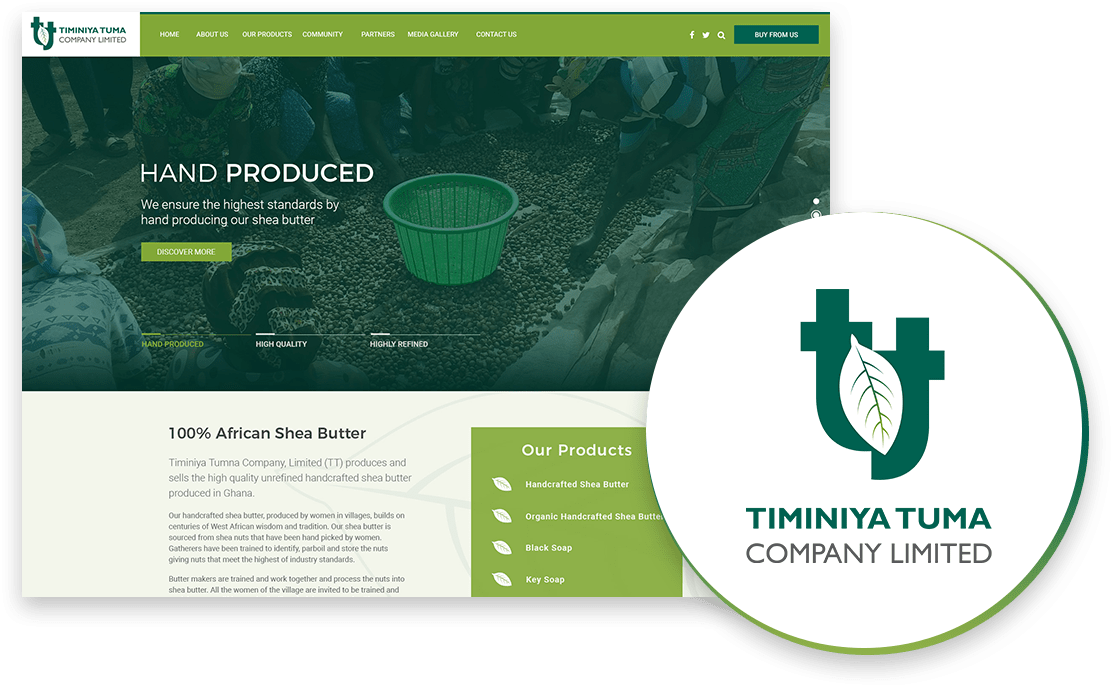 TIMINIYA TUMA
COMPANY LIMITED
HOME ABOUT US OUR PRODUCTS COMMUNITY PARTNERS MEDIA GALLERY CONTACT US BUY FROM US
HAND PRODUCED
We ensure the highest standards by
hand producing our shea butter
DISCOVER MORE
HAND PRODUCED HIGH QUALITY HIGHLY REFINED
100% African Shea Butter
Timiniya Tumna Company, Limited (TT) produces and
sells the high quality unrefined handcrafted shea butter
produced in Ghana.
Our handcrafted shea butter, produced by women in villages, builds on
centuries of West African wisdom and tradition. Our shea butter is
sourced from shea nuts that have been hand picked by women.
Gatherers have been trained to identify, parboil and store the nuts
giving nuts that meet the highest of industry standards.
Butter makers are trained and work together and process the nuts into
shea butter. All the women of the village are invited to be trained and
Our Products
Handcrafted Shea Butter
Organic Handcrafted Shea Butter
Black Soap
Key Soap
tt
TIMINIYA TUMA
COMPANY LIMITED